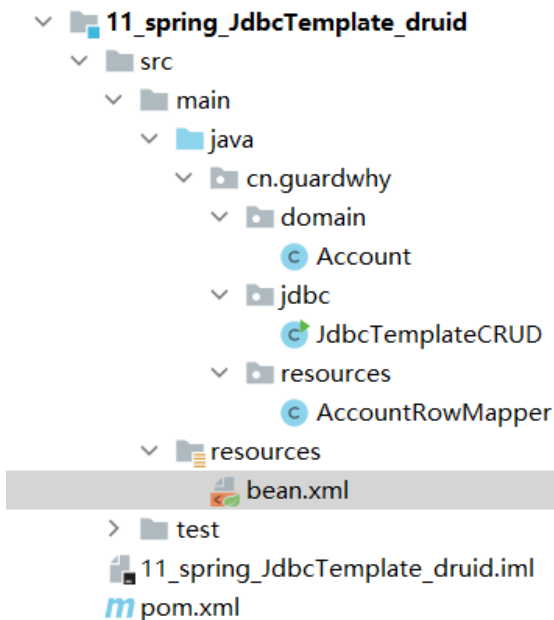 11_spring_JdbcTemplate_druid
src
main
java
cn.guardwhy
domain
Account
jdbc
JdbcTemplateCRUD
resources
AccountRowMapper
resources
bean.xml
test
11_spring_JdbcTemplate_druid.iml
pom.xml